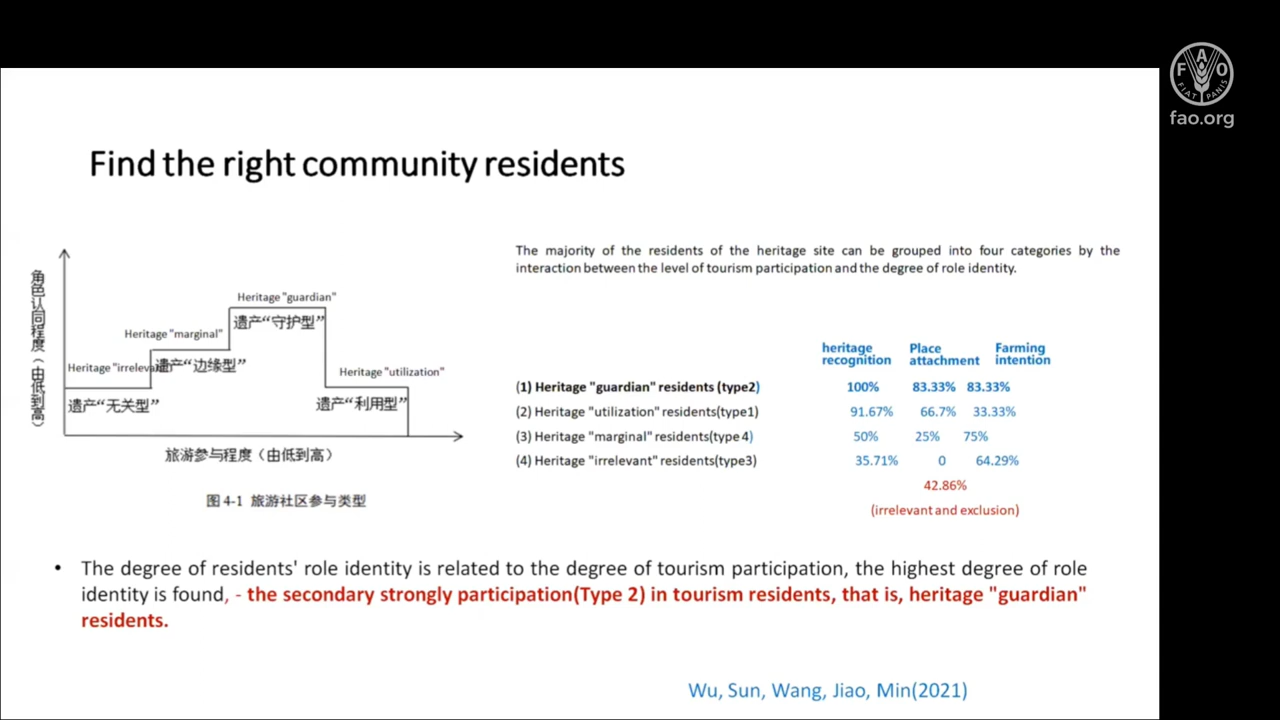 F A O
FIAT PANIS
fao.org
Find the right community residents
角色认同程度（由低到高）
Heritage "guardian"
遗产“守护型”
Heritage "marginal"
遗产“边缘型”
Heritage "irrelevant"
遗产“无关型”
Heritage "utilization"
遗产“利用型”
旅游参与程度（由低到高）
图 4-1 旅游社区参与类型
The majority of the residents of the heritage site can be grouped into four categories by the
interaction between the level of tourism participation and the degree of role identity.
heritage recognition Place attachment Farming intention
(1) Heritage "guardian" residents (type2) 100% 83.33% 83.33%
(2) Heritage "utilization" residents(type1) 91.67% 66.7% 33.33%
(3) Heritage "marginal" residents(type 4) 50% 25% 75%
(4) Heritage "irrelevant" residents(type3) 35.71% 0 64.29%
42.86%
(irrelevant and exclusion)
• The degree of residents' role identity is related to the degree of tourism participation, the highest degree of role
identity is found, - the secondary strongly participation(Type 2) in tourism residents, that is, heritage "guardian"
residents.
Wu, Sun, Wang, Jiao, Min(2021)